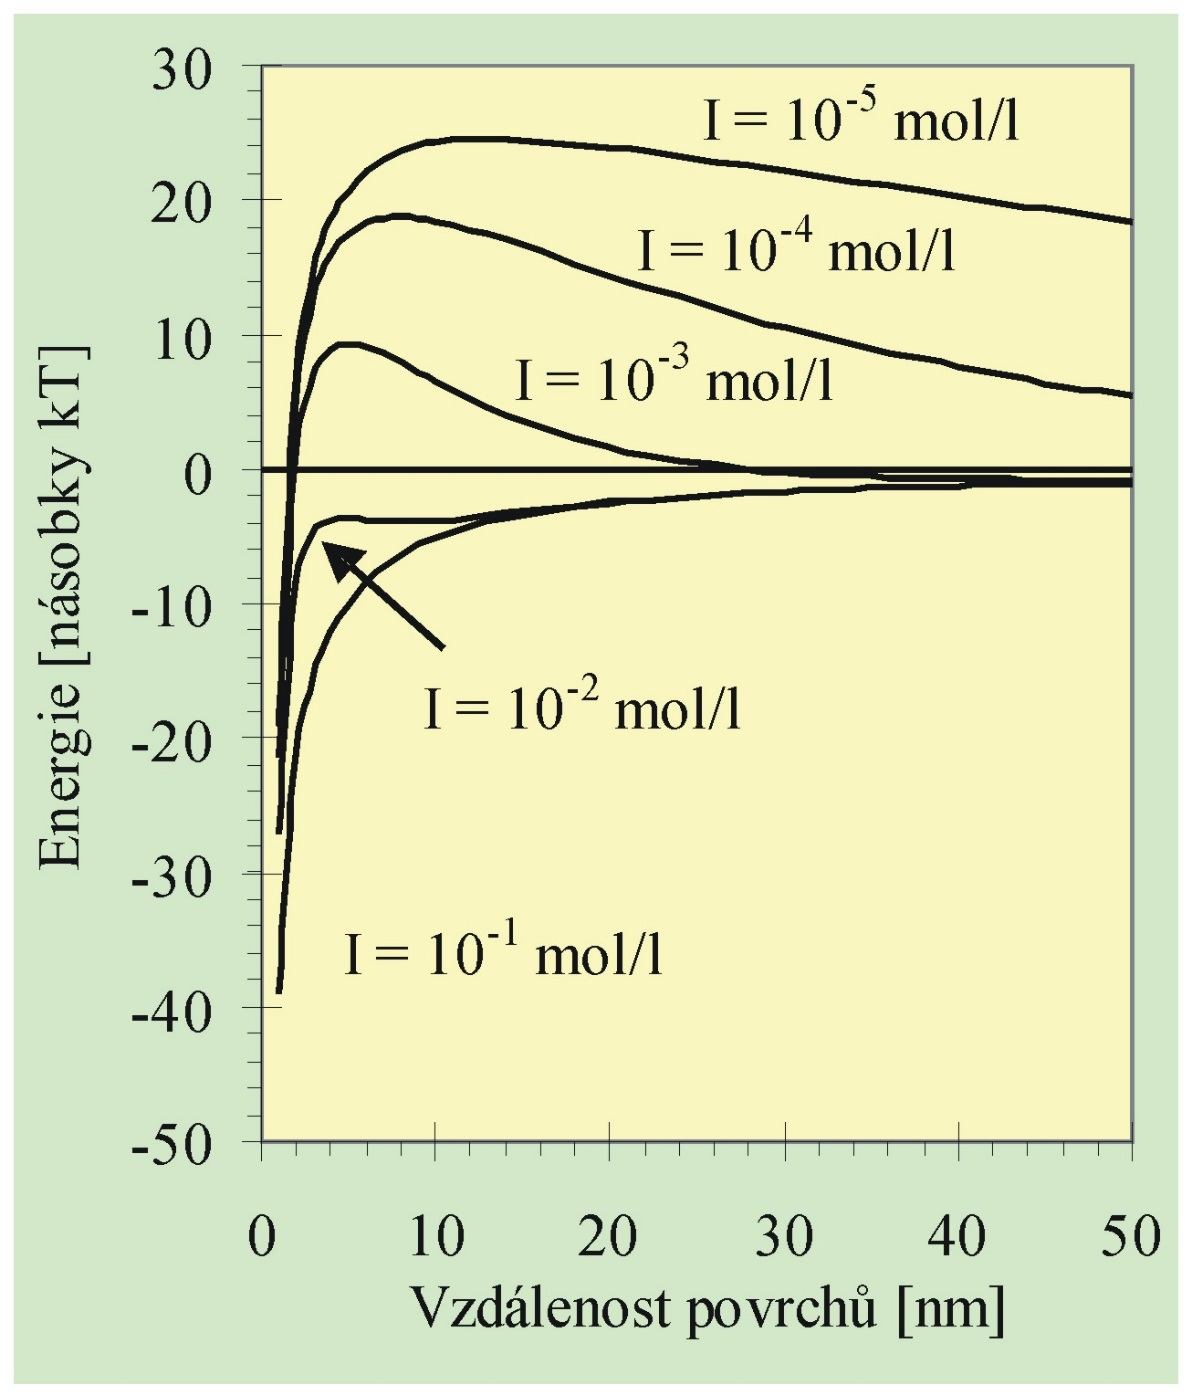 30
20
10
0
-10
-20
-30
-40
-50
Energie [násobky kT]
I = 10⁻⁵ mol/l
I = 10⁻⁴ mol/l
I = 10⁻³ mol/l
I = 10⁻² mol/l
I = 10⁻¹ mol/l
0 10 20 30 40 50
Vzdálenost povrchů [nm]